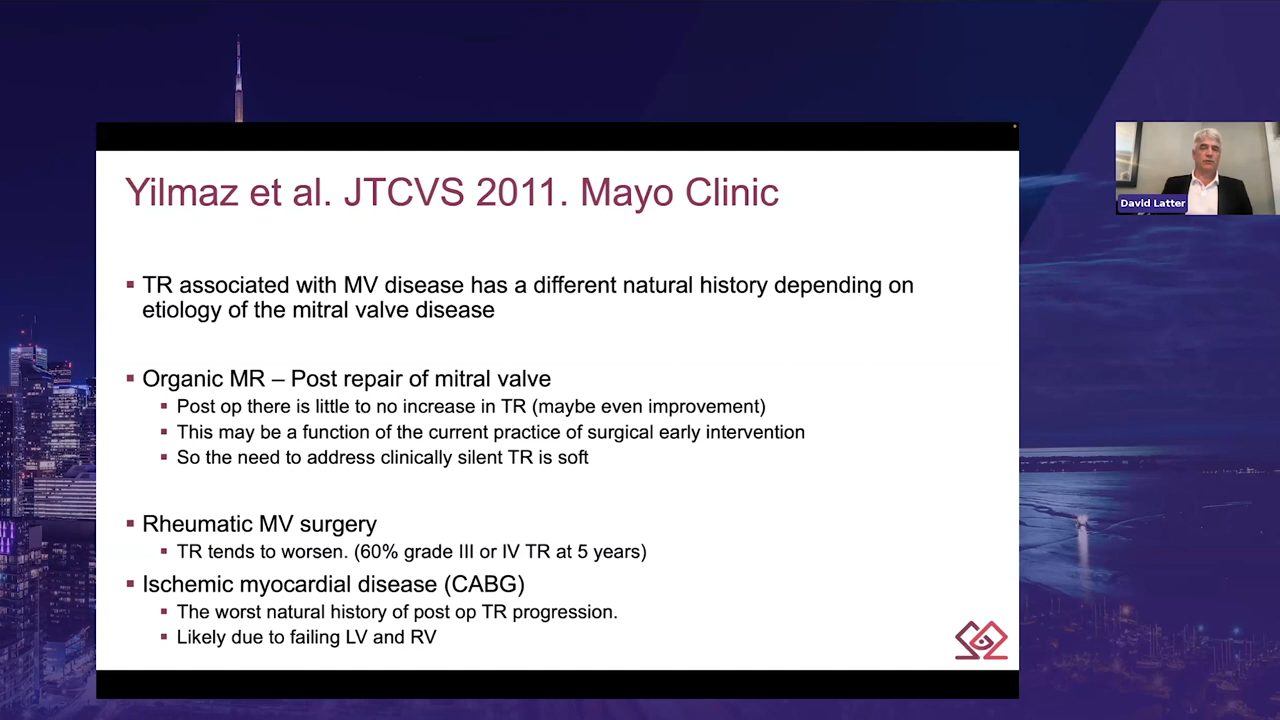 Yilmaz et al. JTCVS 2011. Mayo Clinic
▪ TR associated with MV disease has a different natural history depending on
etiology of the mitral valve disease
▪ Organic MR – Post repair of mitral valve
▪ Post op there is little to no increase in TR (maybe even improvement)
▪ This may be a function of the current practice of surgical early intervention
▪ So the need to address clinically silent TR is soft
▪ Rheumatic MV surgery
▪ TR tends to worsen. (60% grade III or IV TR at 5 years)
▪ Ischemic myocardial disease (CABG)
▪ The worst natural history of post op TR progression.
▪ Likely due to failing LV and RV
David Latter